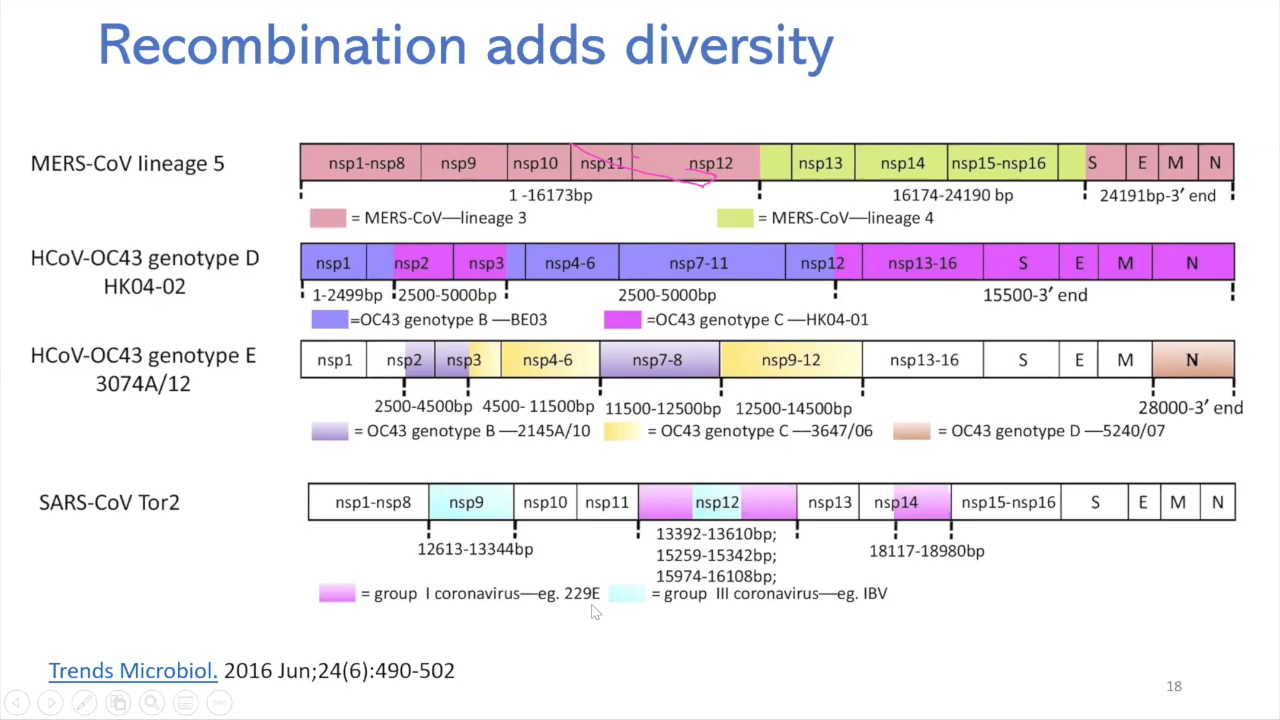 Recombination adds diversity
MERS-CoV lineage 5
nsp1-nsp8 nsp9 nsp10 nsp11 nsp12 nsp13 nsp14 nsp15-nsp16 S E M N
1 -16173bp 16174-24190 bp 24191bp-3′ end
= MERS-CoV—lineage 3 = MERS-CoV—lineage 4
HCoV-OC43 genotype D
HK04-02
nsp1 nsp2 nsp3 nsp4-6 nsp7-11 nsp12 nsp13-16 S E M N
1-2499bp 2500-5000bp 2500-5000bp 15500-3′ end
=OC43 genotype B —BE03 =OC43 genotype C —HK04-01
HCoV-OC43 genotype E
3074A/12
nsp1 nsp2 nsp3 nsp4-6 nsp7-8 nsp9-12 nsp13-16 S E M N
2500-4500bp 4500- 11500bp 11500-12500bp 12500-14500bp 28000-3′ end
= OC43 genotype B —2145A/10 = OC43 genotype C —3647/06 = OC43 genotype D —5240/07
SARS-CoV Tor2
nsp1-nsp8 nsp9 nsp10 nsp11 nsp12 nsp13 nsp14 nsp15-nsp16 S E M N
12613-13344bp 13392-13610bp; 18117-18980bp
15259-15342bp;
15974-16108bp;
= group I coronavirus—eg. 229E = group III coronavirus—eg. IBV
Trends Microbiol. 2016 Jun;24(6):490-502
18